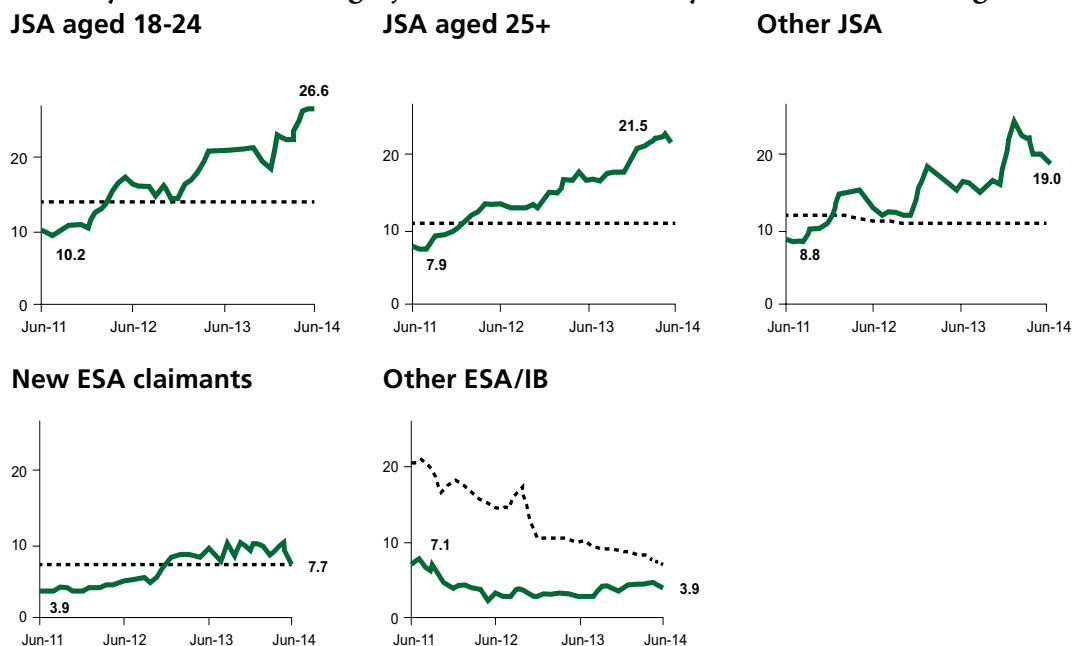 JSA aged 18-24
JSA aged 25+
Other JSA
26.6
20
10
0
10.2
Jun-11
Jun-12
Jun-13
Jun-14
21.5
20
10
0
7.9
Jun-11
Jun-12
Jun-13
Jun-14
20
10
0
8.8
19.0
Jun-11
Jun-12
Jun-13
Jun-14
New ESA claimants
Other ESA/IB
20
10
0
3.9
7.7
Jun-11
Jun-12
Jun-13
Jun-14
20
10
0
7.1
3.9
Jun-11
Jun-12
Jun-13
Jun-14